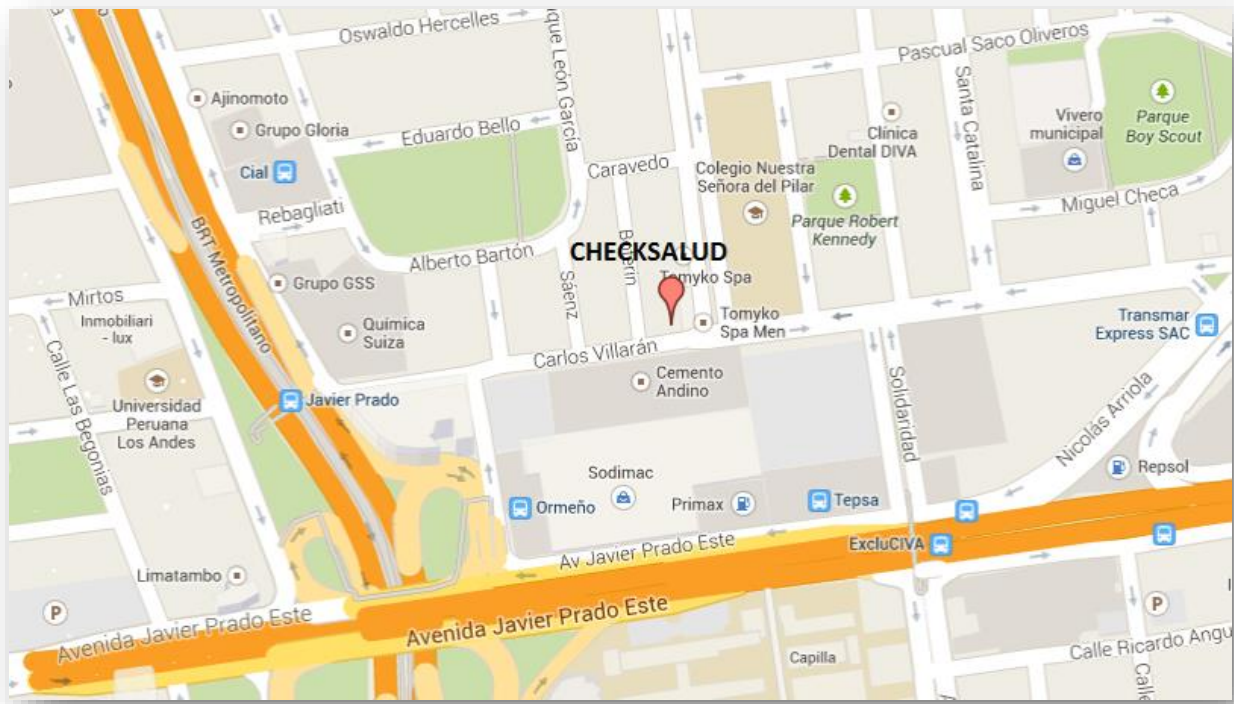 Oswaldo Hercelles
que León García
Pascual Saco Oliveros
Ajinomoto
Grupo Gloria
Eduardo Bello
Santa Catalina
Vivero
municipal
Parque
Boy Scout
Clínica
Dental DIVA
Cial
Caravedo
Colegio Nuestra
Señora del Pilar
Rebagliati
Miguel Checa
Parque Robert
Kennedy
BRT Metropolitano
Alberto Bartón
CHECKSALUD
Tomyko Spa
Grupo GSS
Sáenz
Mirtos
Inmobiliari
- lux
Química
Suiza
Tomyko
Spa Men
Transmar
Express SAC
Carlos Villarán
Calle Las Begonias
Cemento
Andino
Solidaridad
Universidad
Peruana
Los Andes
Javier Prado
Nicolás Arriola
Repsol
Sodimac
Ormeño
Primax
Tepsa
Av Javier Prado Este
ExcluCIVA
Limatambo
P
P
Avenida Javier Prado Este
Avenida Javier Prado Este
Capilla
Calle Ricardo Angu
Calle